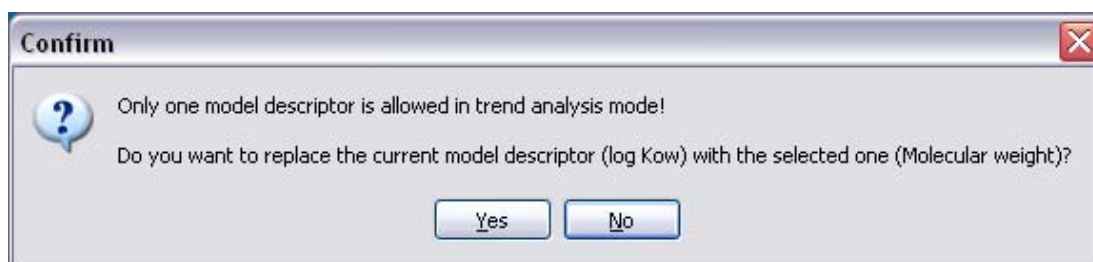 Confirm
Only one model descriptor is allowed in trend analysis mode!
Do you want to replace the current model descriptor (log Kow) with the selected one (Molecular weight)?
Yes
No